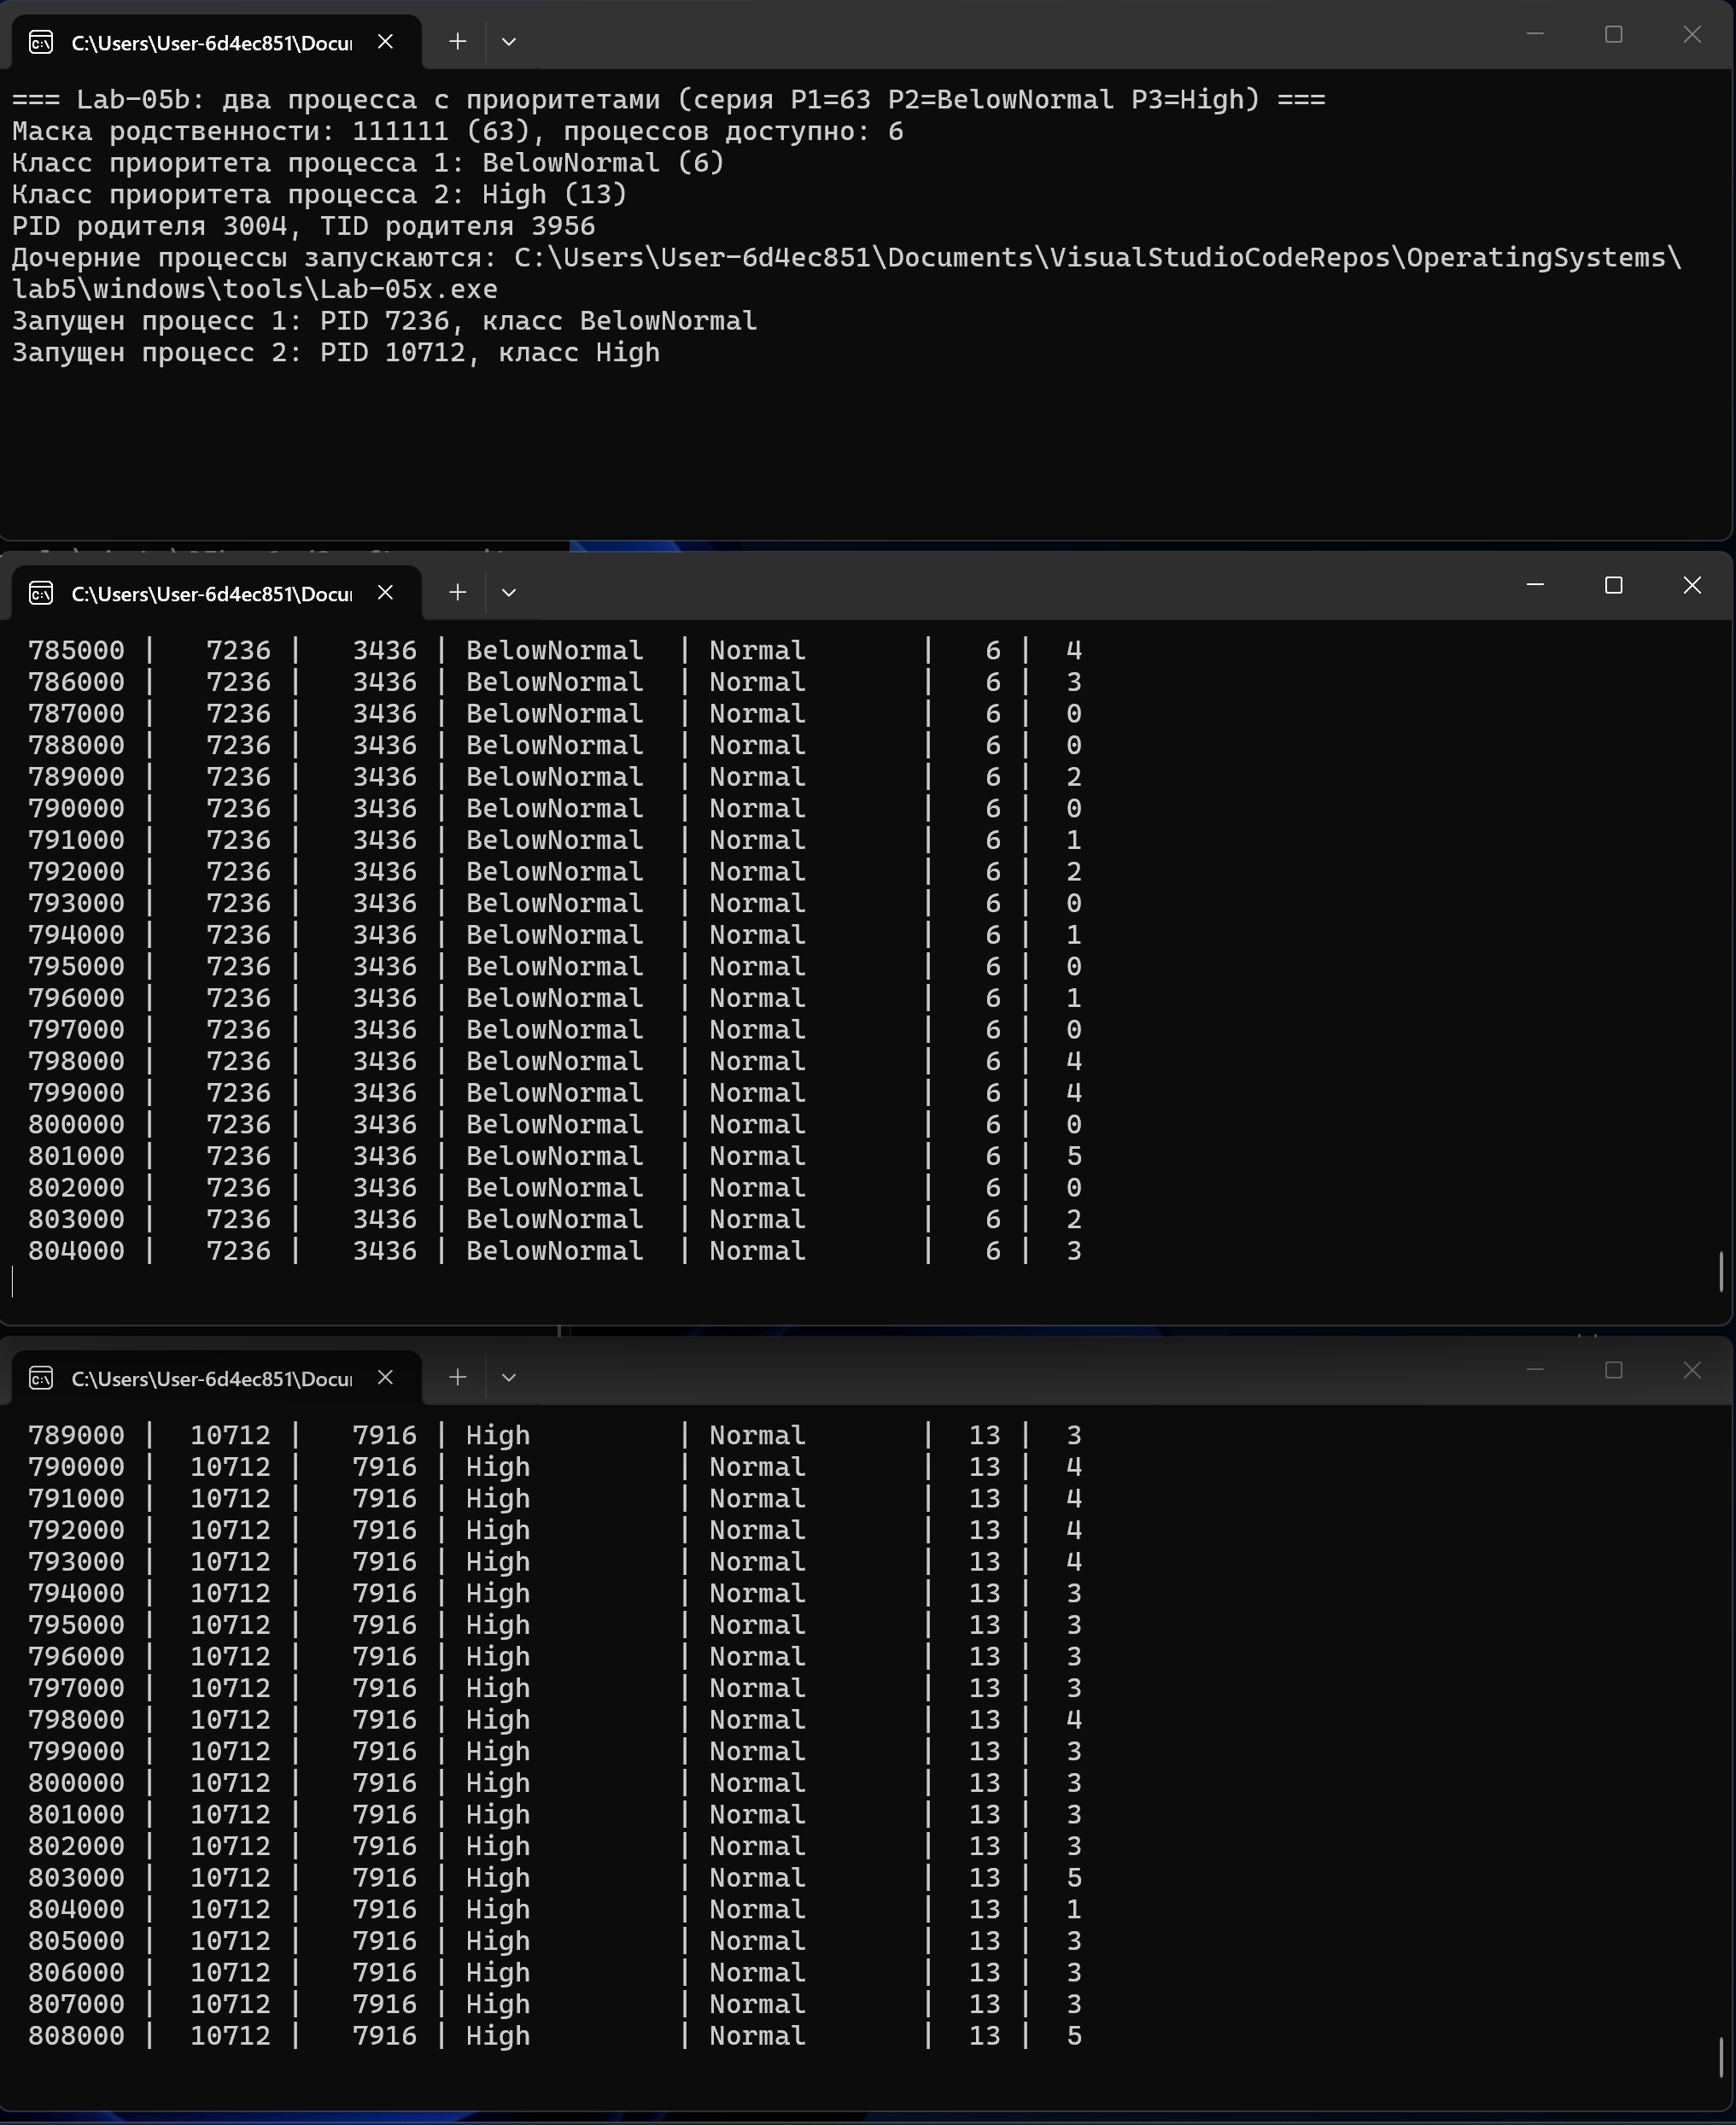 C:\Users\User-6d4ec851\Docu
=== Lab-05b: два процесса с приоритетами (серия P1=63 P2=BelowNormal P3=High) ===
Маска родственности: 111111 (63), процессов доступно: 6
Класс приоритета процесса 1: BelowNormal (6)
Класс приоритета процесса 2: High (13)
PID родителя 3004, TID родителя 3956
Дочерние процессы запускаются: C:\Users\User-6d4ec851\Documents\VisualStudioCodeRepos\OperatingSystems\
lab5\windows\tools\Lab-05x.exe
Запущен процесс 1: PID 7236, класс BelowNormal
Запущен процесс 2: PID 10712, класс High
C:\Users\User-6d4ec851\Docu
785000 | 7236 | 3436 | BelowNormal | Normal | 6 | 4
786000 | 7236 | 3436 | BelowNormal | Normal | 6 | 3
787000 | 7236 | 3436 | BelowNormal | Normal | 6 | 0
788000 | 7236 | 3436 | BelowNormal | Normal | 6 | 0
789000 | 7236 | 3436 | BelowNormal | Normal | 6 | 2
790000 | 7236 | 3436 | BelowNormal | Normal | 6 | 0
791000 | 7236 | 3436 | BelowNormal | Normal | 6 | 1
792000 | 7236 | 3436 | BelowNormal | Normal | 6 | 2
793000 | 7236 | 3436 | BelowNormal | Normal | 6 | 0
794000 | 7236 | 3436 | BelowNormal | Normal | 6 | 1
795000 | 7236 | 3436 | BelowNormal | Normal | 6 | 0
796000 | 7236 | 3436 | BelowNormal | Normal | 6 | 1
797000 | 7236 | 3436 | BelowNormal | Normal | 6 | 0
798000 | 7236 | 3436 | BelowNormal | Normal | 6 | 4
799000 | 7236 | 3436 | BelowNormal | Normal | 6 | 4
800000 | 7236 | 3436 | BelowNormal | Normal | 6 | 0
801000 | 7236 | 3436 | BelowNormal | Normal | 6 | 5
802000 | 7236 | 3436 | BelowNormal | Normal | 6 | 0
803000 | 7236 | 3436 | BelowNormal | Normal | 6 | 2
804000 | 7236 | 3436 | BelowNormal | Normal | 6 | 3
C:\Users\User-6d4ec851\Docu
789000 | 10712 | 7916 | High | Normal | 13 | 3
790000 | 10712 | 7916 | High | Normal | 13 | 4
791000 | 10712 | 7916 | High | Normal | 13 | 4
792000 | 10712 | 7916 | High | Normal | 13 | 4
793000 | 10712 | 7916 | High | Normal | 13 | 4
794000 | 10712 | 7916 | High | Normal | 13 | 3
795000 | 10712 | 7916 | High | Normal | 13 | 3
796000 | 10712 | 7916 | High | Normal | 13 | 3
797000 | 10712 | 7916 | High | Normal | 13 | 3
798000 | 10712 | 7916 | High | Normal | 13 | 4
799000 | 10712 | 7916 | High | Normal | 13 | 3
800000 | 10712 | 7916 | High | Normal | 13 | 3
801000 | 10712 | 7916 | High | Normal | 13 | 3
802000 | 10712 | 7916 | High | Normal | 13 | 3
803000 | 10712 | 7916 | High | Normal | 13 | 5
804000 | 10712 | 7916 | High | Normal | 13 | 1
805000 | 10712 | 7916 | High | Normal | 13 | 3
806000 | 10712 | 7916 | High | Normal | 13 | 3
807000 | 10712 | 7916 | High | Normal | 13 | 3
808000 | 10712 | 7916 | High | Normal | 13 | 5